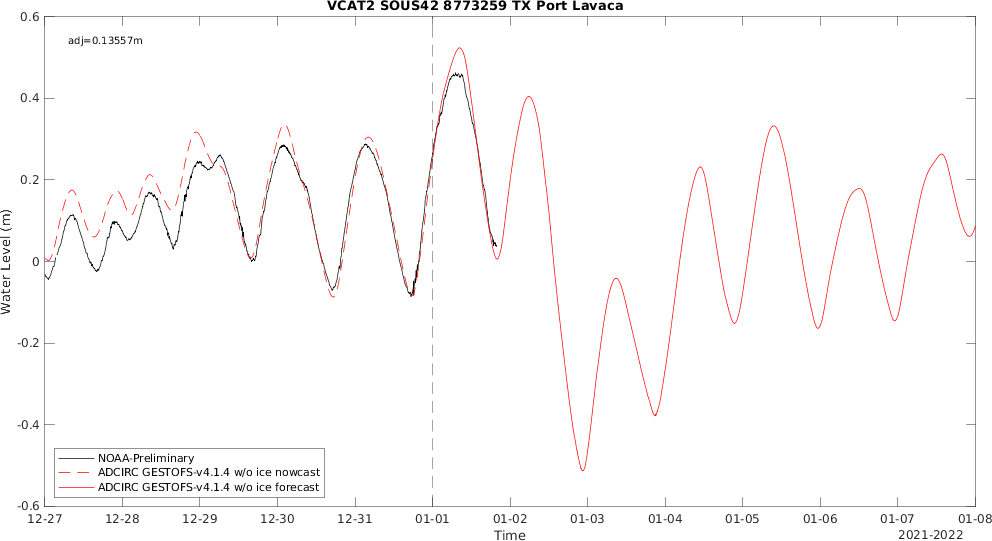 VCAT2 SOUS42 8773259 TX Port Lavaca
adj=0.13557m
0.6
0.4
0.2
0
-0.2
-0.4
-0.6
Water Level (m)
NOAA-Preliminary
ADCIRC GESTOFS-v4.1.4 w/o ice nowcast
ADCIRC GESTOFS-v4.1.4 w/o ice forecast
12-27 12-28 12-29 12-30 12-31 01-01 01-02 01-03 01-04 01-05 01-06 01-07 01-08
Time
2021-2022